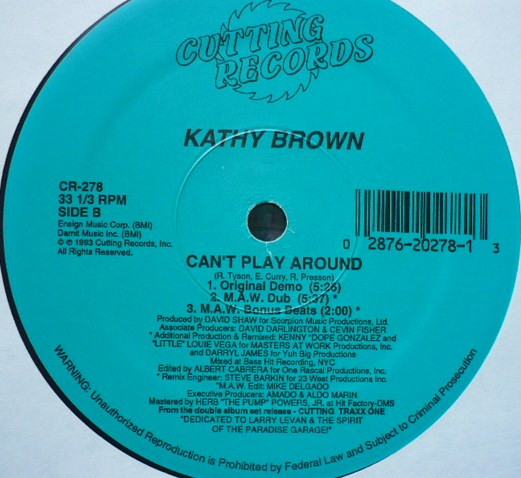 CUTTING
RECORDS
KATHY BROWN
CR-278
33 1/3 RPM
SIDE B
Ensign Music Corp. (BMI)
Damit Music Inc. (BMI)
© ℗ 1993 Cutting Records, Inc.
All Rights Reserved.
0 2876-20278-1 3
CAN'T PLAY AROUND
(R. Tyson, E. Curry, R. Presson)
1. Original Demo (5:26)
2. M.A.W. Dub (5:37) *
3. M.A.W. Bonus Beats (2:00) *
Produced by DAVID SHAW for Scorpion Music Productions, Ltd.
Associate Producers: DAVID DARLINGTON & CEVIN FISHER
* Additional Production & Remixed: KENNY "DOPE GONZALEZ and
"LITTLE" LOUIE VEGA for MASTERS AT WORK Productions, Inc.
and DARRYL JAMES for Yuh Big Productions
Mixed at Bass Hit Recording, NYC
Edited by ALBERT CABRERA for One Rascal Productions, Inc.
* Remix Engineer: STEVE BARKIN for 23 West Productions Inc.
"M.A.W. Edit: MIKE DELGADO
Executive Producers: AMADO & ALDO MARIN
Mastered by HERB "THE PUMP" POWERS, JR. at Hit Factory-DMS
From the double album set release - CUTTING TRAXX ONE
"DEDICATED TO LARRY LEVAN & THE SPIRIT
OF THE PARADISE GARAGE!"
WARNING: Unauthorized Reproduction is Prohibited by Federal Law and Subject to Criminal Prosecution